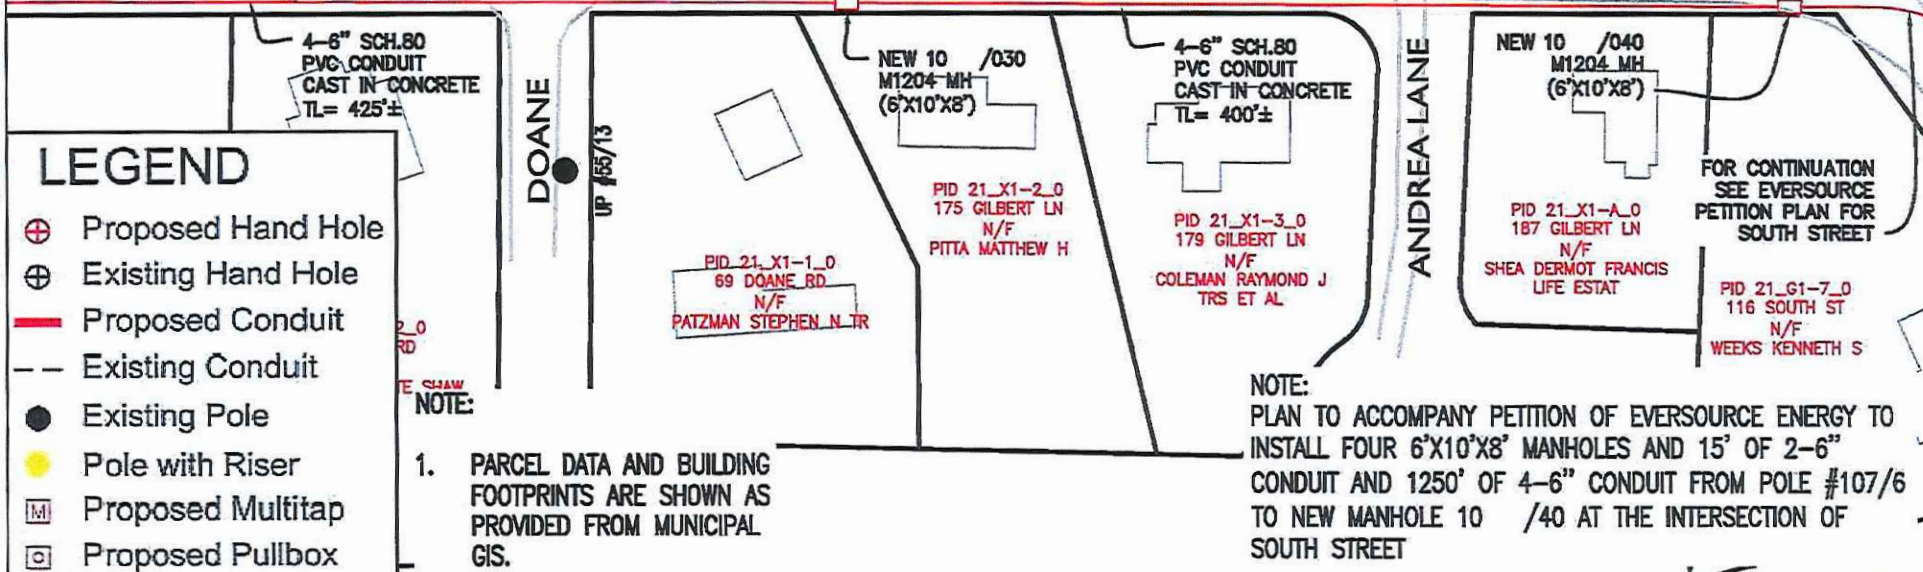 4-6" SCH.80
PVC CONDUIT
CAST IN CONCRETE
TL= 425'±
DOANE
UP #55/13
NEW 10 /030
M1204 MH
(6'X10'X8')
4-6" SCH.80
PVC CONDUIT
CAST IN CONCRETE
TL= 400'±
ANDREA LANE
NEW 10 /040
M1204 MH
(6'X10'X8')
FOR CONTINUATION
SEE EVERSOURCE
PETITION PLAN FOR
SOUTH STREET
PID 21_X1-1_0
69 DOANE RD
N/F
PATZMAN STEPHEN N TR
PID 21_X1-2_0
175 GILBERT LN
N/F
PITTA MATTHEW H
PID 21_X1-3_0
179 GILBERT LN
N/F
COLEMAN RAYMOND J
TRS ET AL
PID 21_X1-A_0
187 GILBERT LN
N/F
SHEA DERMOT FRANCIS
LIFE ESTAT
PID 21_G1-7_0
116 SOUTH ST
N/F
WEEKS KENNETH S
2_0
RD
TE SHAW
LEGEND
Proposed Hand Hole
Existing Hand Hole
Proposed Conduit
Existing Conduit
Existing Pole
Pole with Riser
M Proposed Multitap
Proposed Pullbox
NOTE:
1. PARCEL DATA AND BUILDING
FOOTPRINTS ARE SHOWN AS
PROVIDED FROM MUNICIPAL
GIS.
NOTE:
PLAN TO ACCOMPANY PETITION OF EVERSOURCE ENERGY TO
INSTALL FOUR 6'X10'X8' MANHOLES AND 15' OF 2-6"
CONDUIT AND 1250' OF 4-6" CONDUIT FROM POLE #107/6
TO NEW MANHOLE 10 /40 AT THE INTERSECTION OF
SOUTH STREET